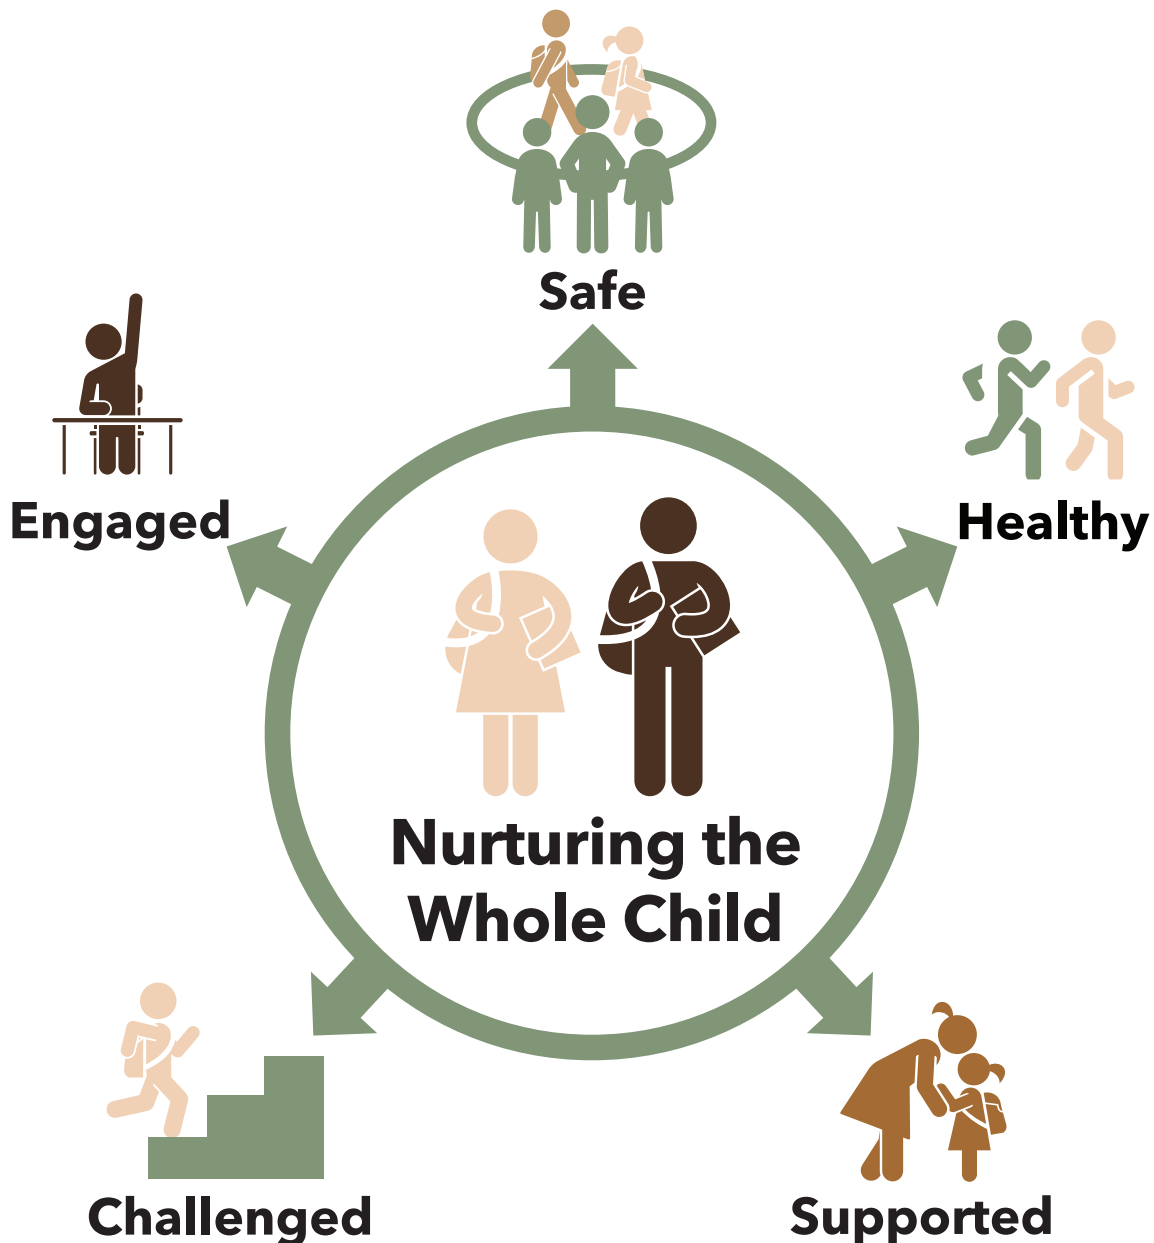 Safe
Engaged
Healthy
Nurturing the
Whole Child
Challenged
Supported